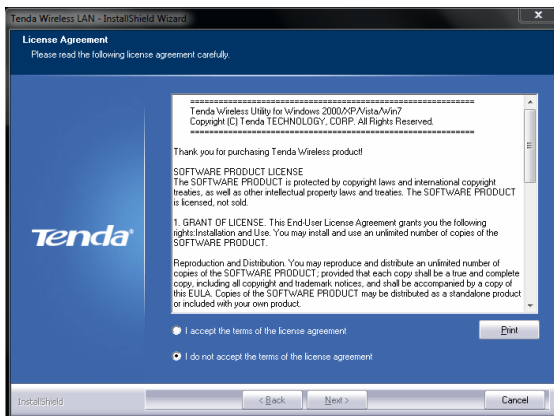 Tenda Wireless LAN - InstallShield Wizard
License Agreement
Please read the following license agreement carefully.
============================================================
Tenda Wireless Utility for Windows 2000/XP/Vista/Win7
Copyright (C) Tenda TECHNOLOGY, CORP. All Rights Reserved.
============================================================
Thank you for purchasing Tenda Wireless product!
SOFTWARE PRODUCT LICENSE
The SOFTWARE PRODUCT is protected by copyright laws and international copyright
treaties, as well as other intellectual property laws and treaties. The SOFTWARE PRODUCT
is licensed, not sold.
1. GRANT OF LICENSE. This End-User License Agreement grants you the following
rights:Installation and Use. You may install and use an unlimited number of copies of the
SOFTWARE PRODUCT.
Reproduction and Distribution. You may reproduce and distribute an unlimited number of
copies of the SOFTWARE PRODUCT; provided that each copy shall be a true and complete
copy, including all copyright and trademark notices, and shall be accompanied by a copy of
this EULA. Copies of the SOFTWARE PRODUCT may be distributed as a standalone product
or included with your own product.
Tenda
I accept the terms of the license agreement
Print
I do not accept the terms of the license agreement
InstallShield
< Back
Next >
Cancel